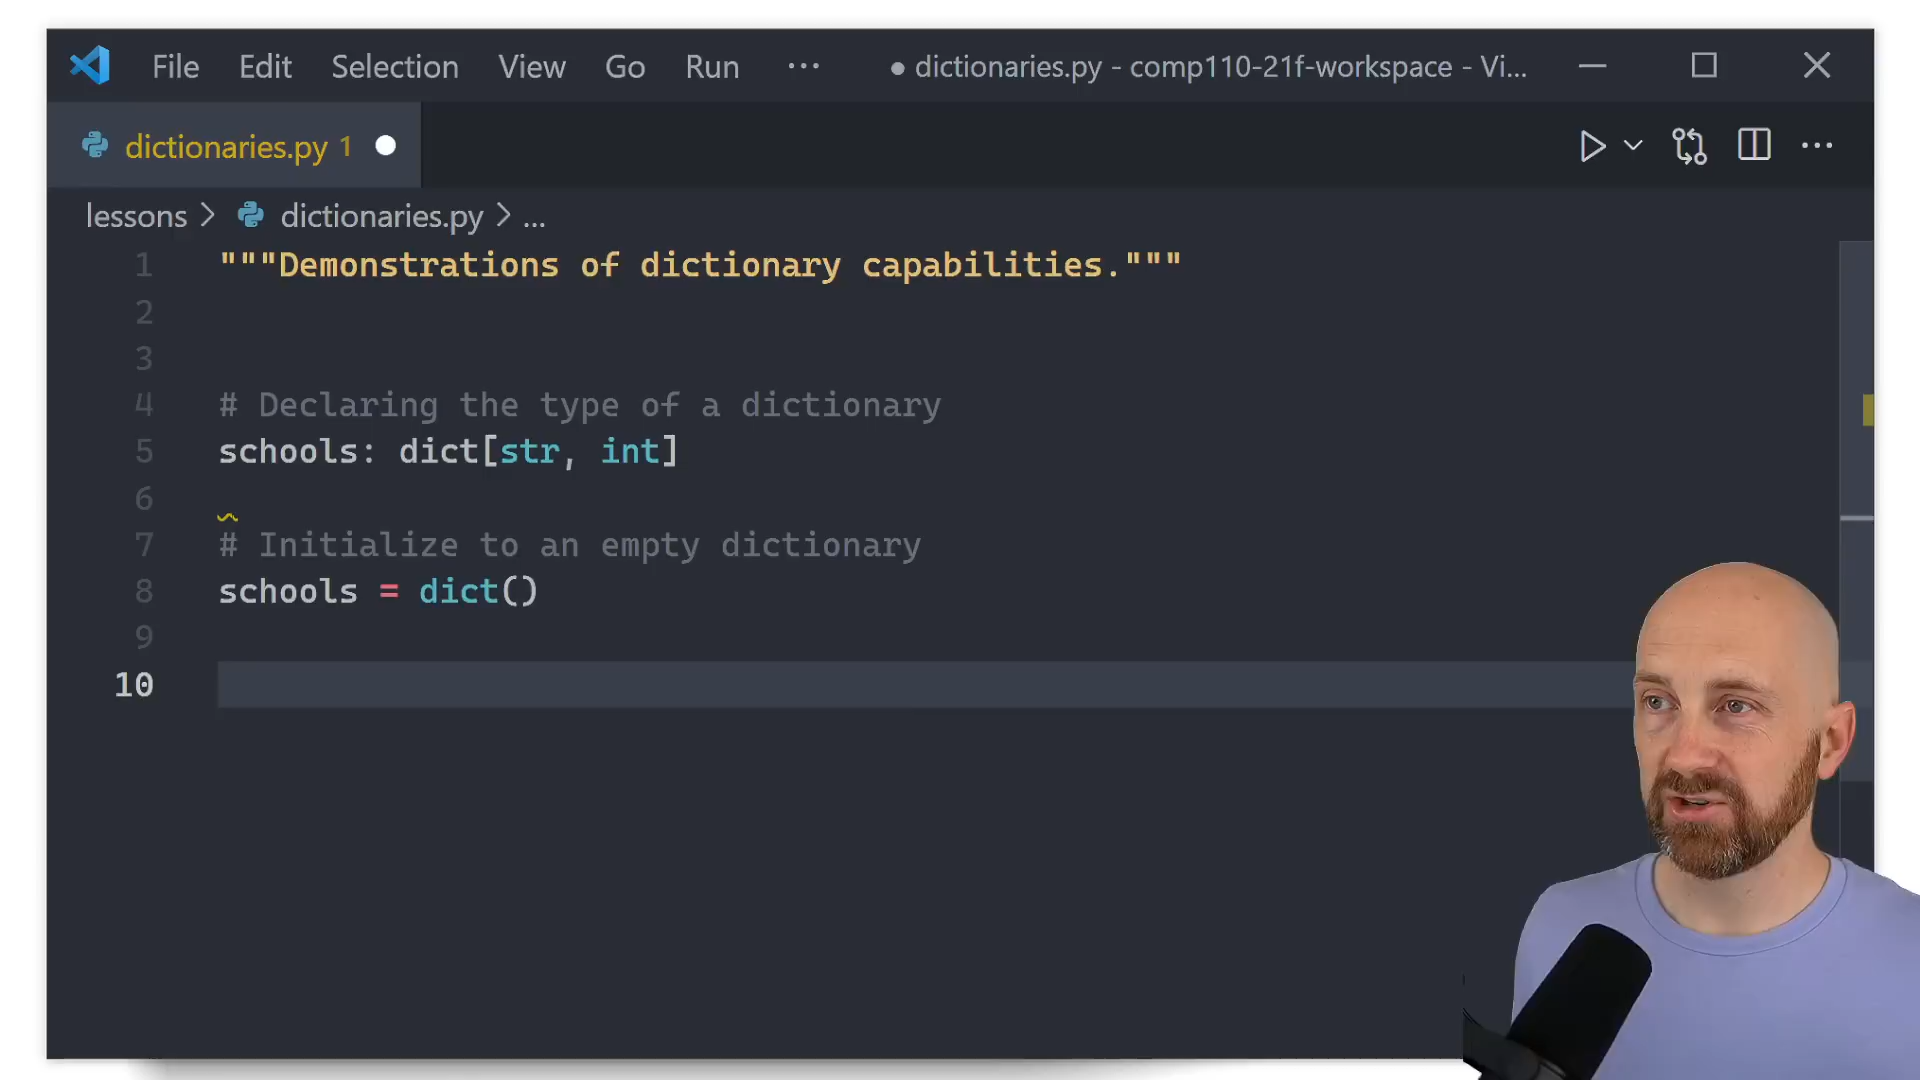 File Edit Selection View Go Run ··· ● dictionaries.py - comp110-21f-workspace - Vi...
dictionaries.py 1
lessons > dictionaries.py > ...
1 """Demonstrations of dictionary capabilities."""
2
3
4 # Declaring the type of a dictionary
5 schools: dict[str, int]
6
7 # Initialize to an empty dictionary
8 schools = dict()
9
10